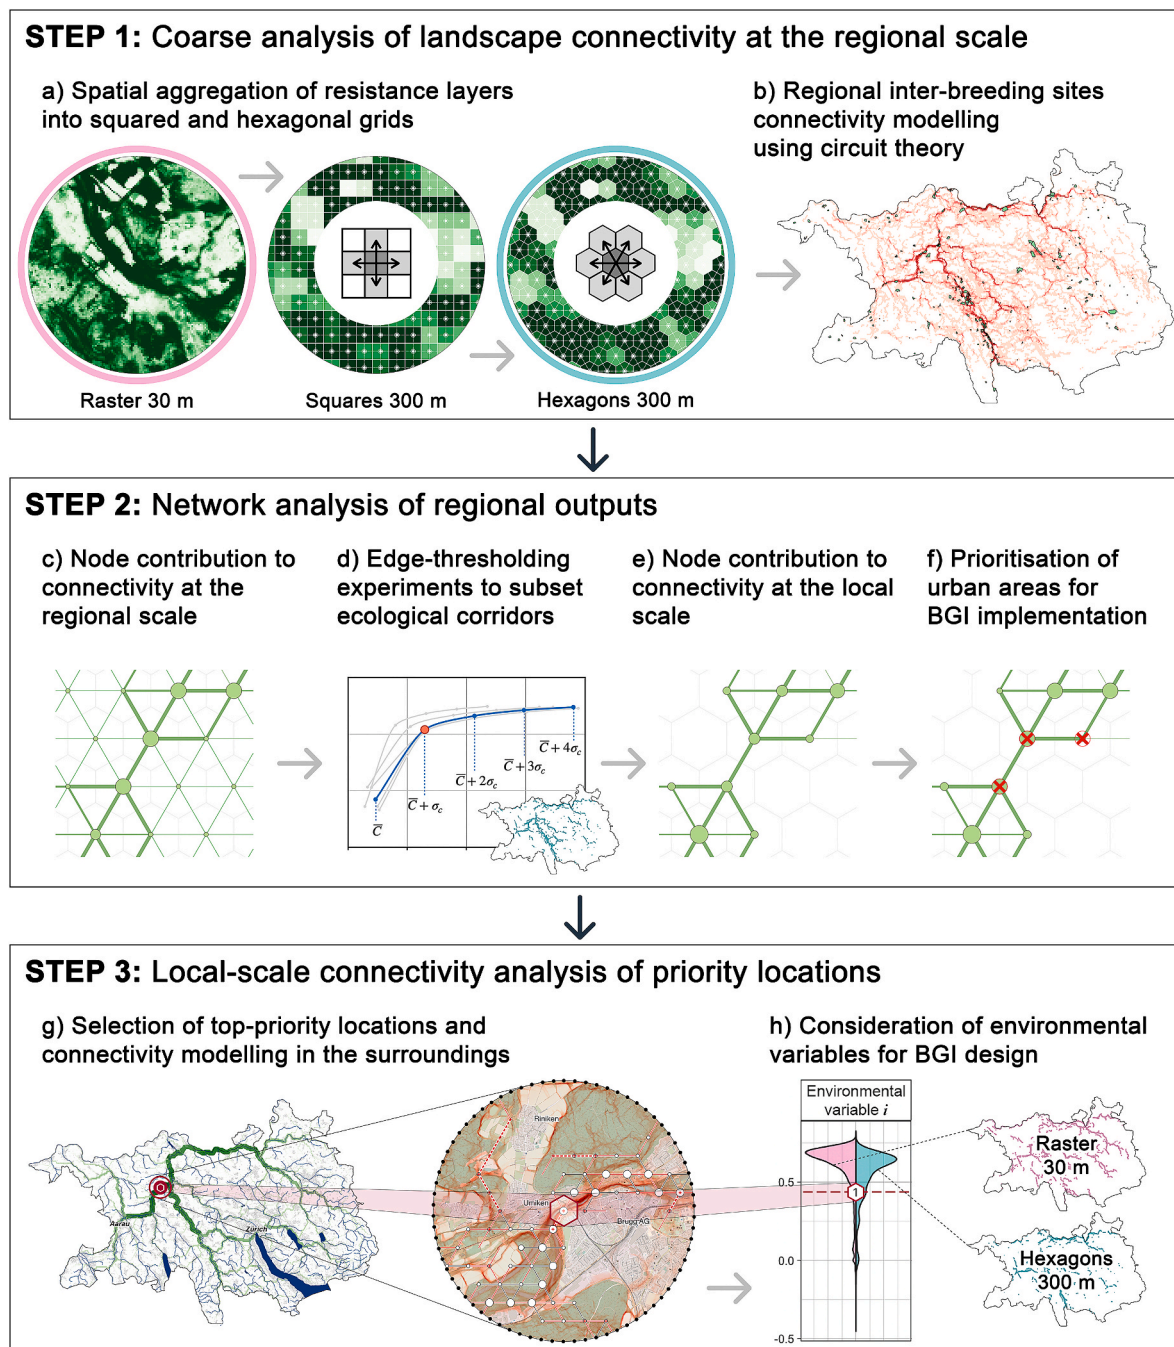 STEP 1: Coarse analysis of landscape connectivity at the regional scale
a) Spatial aggregation of resistance layers
into squared and hexagonal grids
b) Regional inter-breeding sites
connectivity modelling
using circuit theory
Raster 30 m
Squares 300 m
Hexagons 300 m
STEP 2: Network analysis of regional outputs
c) Node contribution to
connectivity at the
regional scale
d) Edge-thresholding
experiments to subset
ecological corridors
e) Node contribution to
connectivity at the local
scale
f) Prioritisation of
urban areas for
BGI implementation
C̅
C̅ + σc
C̅ + 2σc
C̅ + 3σc
C̅ + 4σc
STEP 3: Local-scale connectivity analysis of priority locations
g) Selection of top-priority locations and
connectivity modelling in the surroundings
h) Consideration of environmental
variables for BGI design
Aarau
Zürich
Riniken
Umiken
Brugg AG
Environmental
variable i
0.5
0.0
-0.5
1
Raster
30 m
Hexagons
300 m